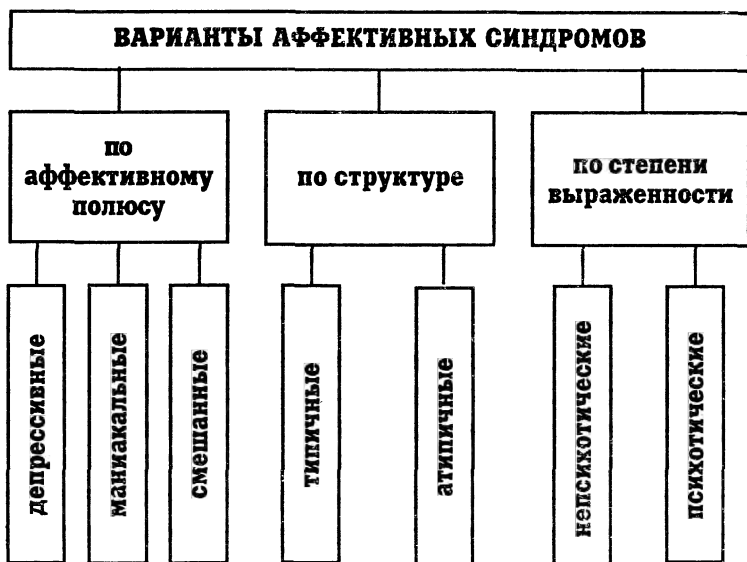 ВАРИАНТЫ АФФЕКТИВНЫХ СИНДРОМОВ
по
аффективному
полюсу
по структуре
по степени
выраженности
депрессивные
маниакальные
смешанные
типичные
атипичные
непсихотические
психотические